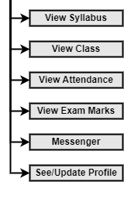 View Syllabus
View Class
View Attendance
View Exam Marks
Messenger
See/Update Profile